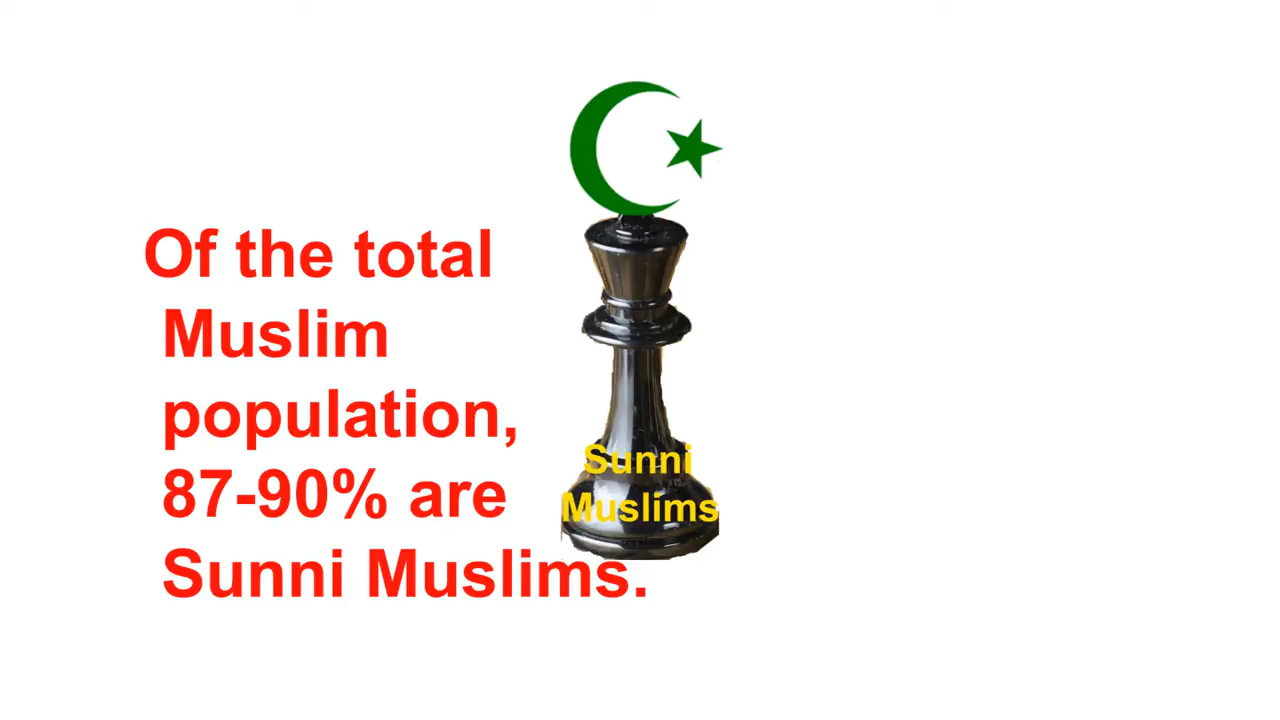 Of the total
Muslim
population,
87-90% are
Sunni Muslims.
Sunni
Muslims